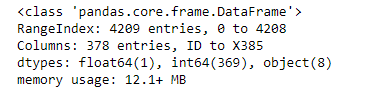 <class 'pandas.core.frame.DataFrame'>
RangeIndex: 4209 entries, 0 to 4208
Columns: 378 entries, ID to X385
dtypes: float64(1), int64(369), object(8)
memory usage: 12.1+ MB